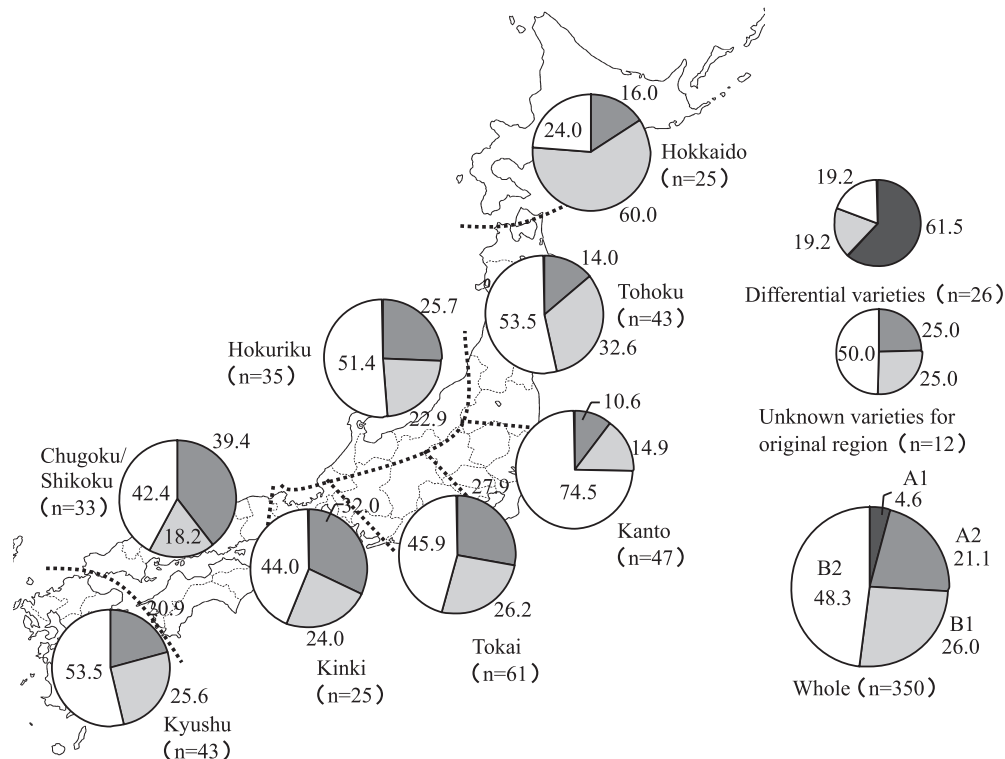 16.0
24.0
Hokkaido
(n=25)
60.0
19.2
19.2
61.5
Differential varieties (n=26)
14.0
Tohoku
(n=43)
53.5
32.6
25.7
Hokuriku
(n=35)
51.4
22.9
25.0
50.0
25.0
Unknown varieties for
original region (n=12)
10.6
14.9
74.5
Kanto
(n=47)
39.4
Chugoku/
Shikoku
(n=33)
42.4
18.2
32.0
44.0
24.0
Kinki
(n=25)
27.9
45.9
26.2
Tokai
(n=61)
A1
4.6
A2
21.1
B2
48.3
B1
26.0
Whole (n=350)
20.9
53.5
25.6
Kyushu
(n=43)